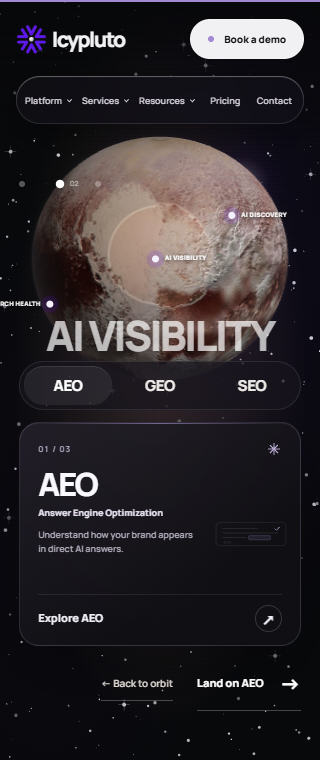 Icypluto
Book a demo
Platform Services Resources Pricing Contact
02
AI DISCOVERY
AI VISIBILITY
RCH HEALTH
AI VISIBILITY
AEO GEO SEO
01 / 03
AEO
Answer Engine Optimization
Understand how your brand appears
in direct AI answers.
Explore AEO
← Back to orbit
Land on AEO →